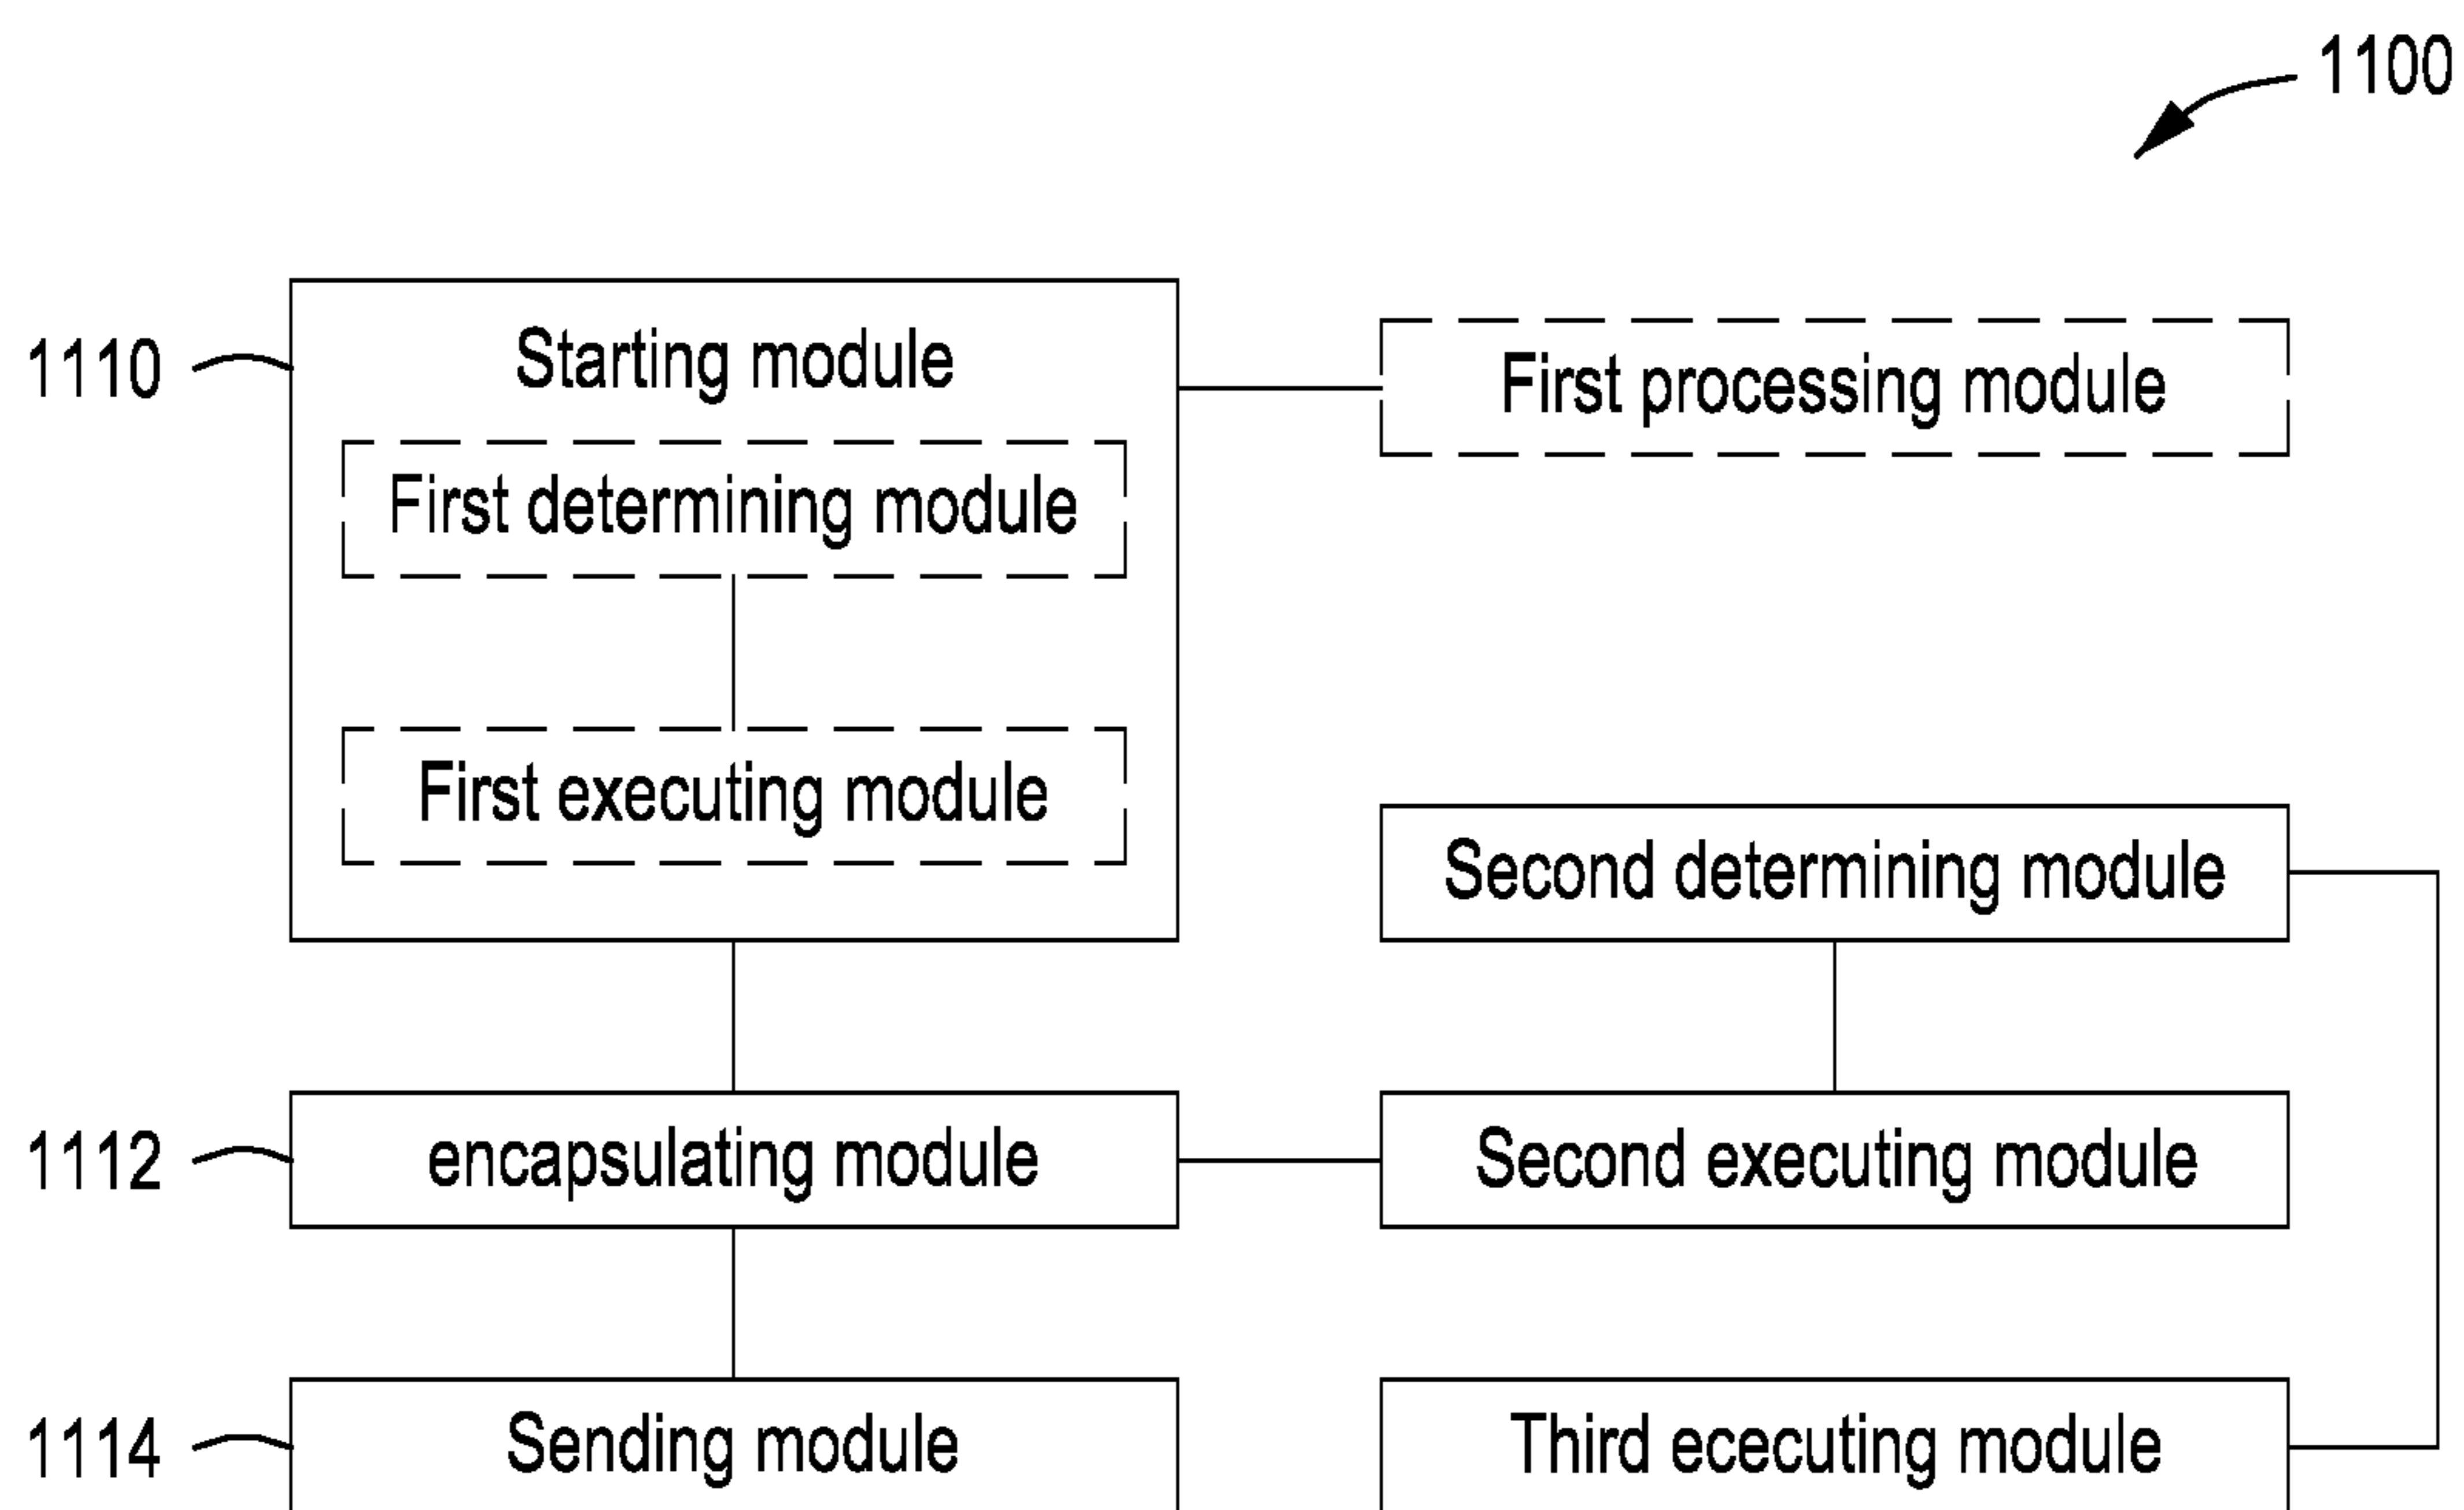 1100
1110
Starting module
First processing module
First determining module
First executing module
Second determining module
1112
encapsulating module
Second executing module
1114
Sending module
Third ececuting module